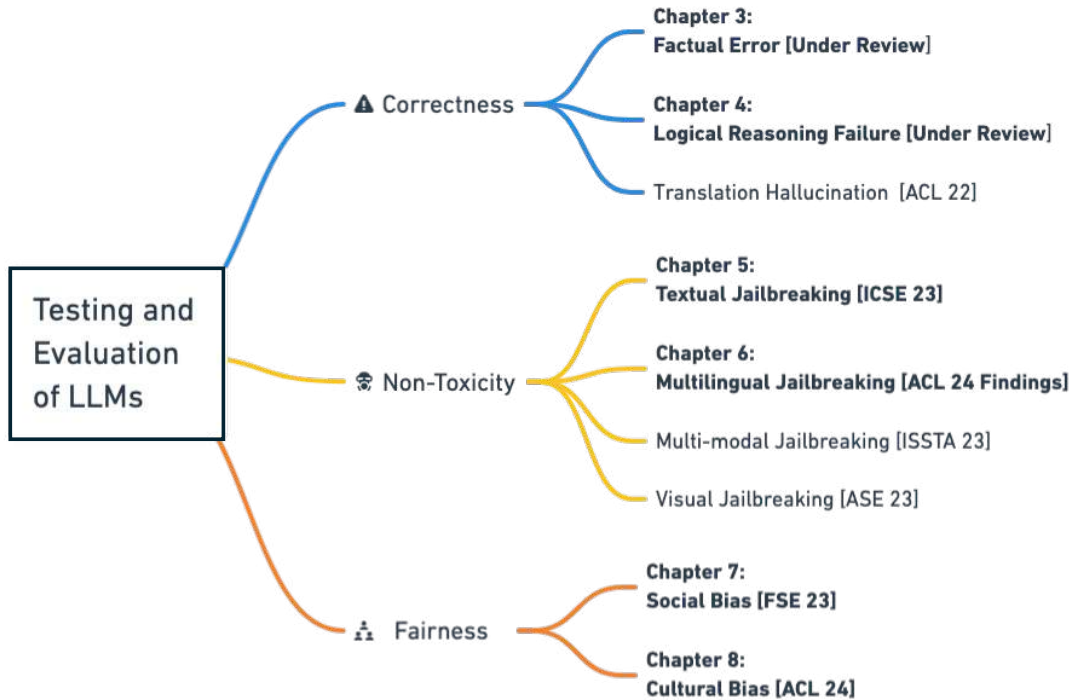 Testing and
Evaluation
of LLMs
Correctness
Chapter 3:
Factual Error [Under Review]
Chapter 4:
Logical Reasoning Failure [Under Review]
Translation Hallucination [ACL 22]
Non-Toxicity
Chapter 5:
Textual Jailbreaking [ICSE 23]
Chapter 6:
Multilingual Jailbreaking [ACL 24 Findings]
Multi-modal Jailbreaking [ISSTA 23]
Visual Jailbreaking [ASE 23]
Fairness
Chapter 7:
Social Bias [FSE 23]
Chapter 8:
Cultural Bias [ACL 24]